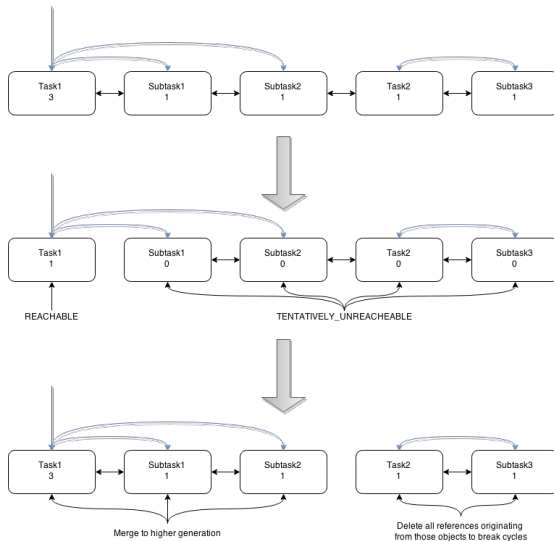 Task1
3
Subtask1
1
Subtask2
1
Task2
1
Subtask3
1
Task1
1
Subtask1
0
Subtask2
0
Task2
0
Subtask3
0
REACHABLE
TENTATIVELY_UNREACHEABLE
Task1
3
Subtask1
1
Subtask2
1
Task2
1
Subtask3
1
Merge to higher generation
Delete all references originating
from those objects to break cycles